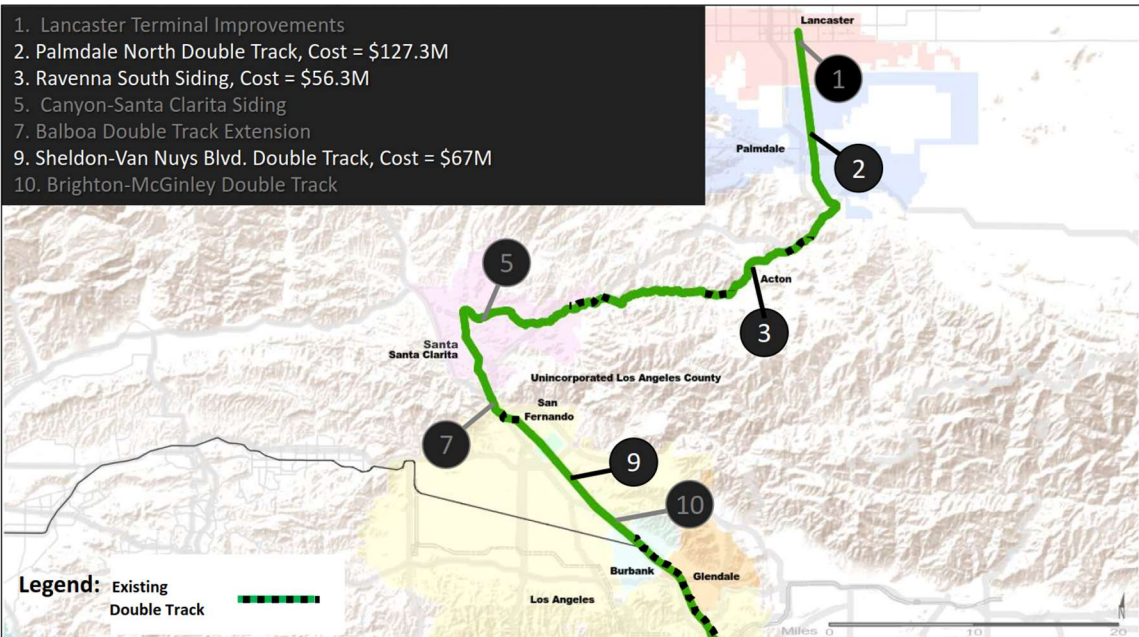 1. Lancaster Terminal Improvements
2. Palmdale North Double Track, Cost = $127.3M
3. Ravenna South Siding, Cost = $56.3M
5. Canyon-Santa Clarita Siding
7. Balboa Double Track Extension
9. Sheldon-Van Nuys Blvd. Double Track, Cost = $67M
10. Brighton-McGinley Double Track
Lancaster
1
Palmdale
2
5
Acton
3
Santa
Santa Clarita
Unincorporated Los Angeles County
San
Fernando
7
9
10
Burbank
Glendale
Los Angeles
Legend: Existing
Double Track
Miles 0 10 20
N